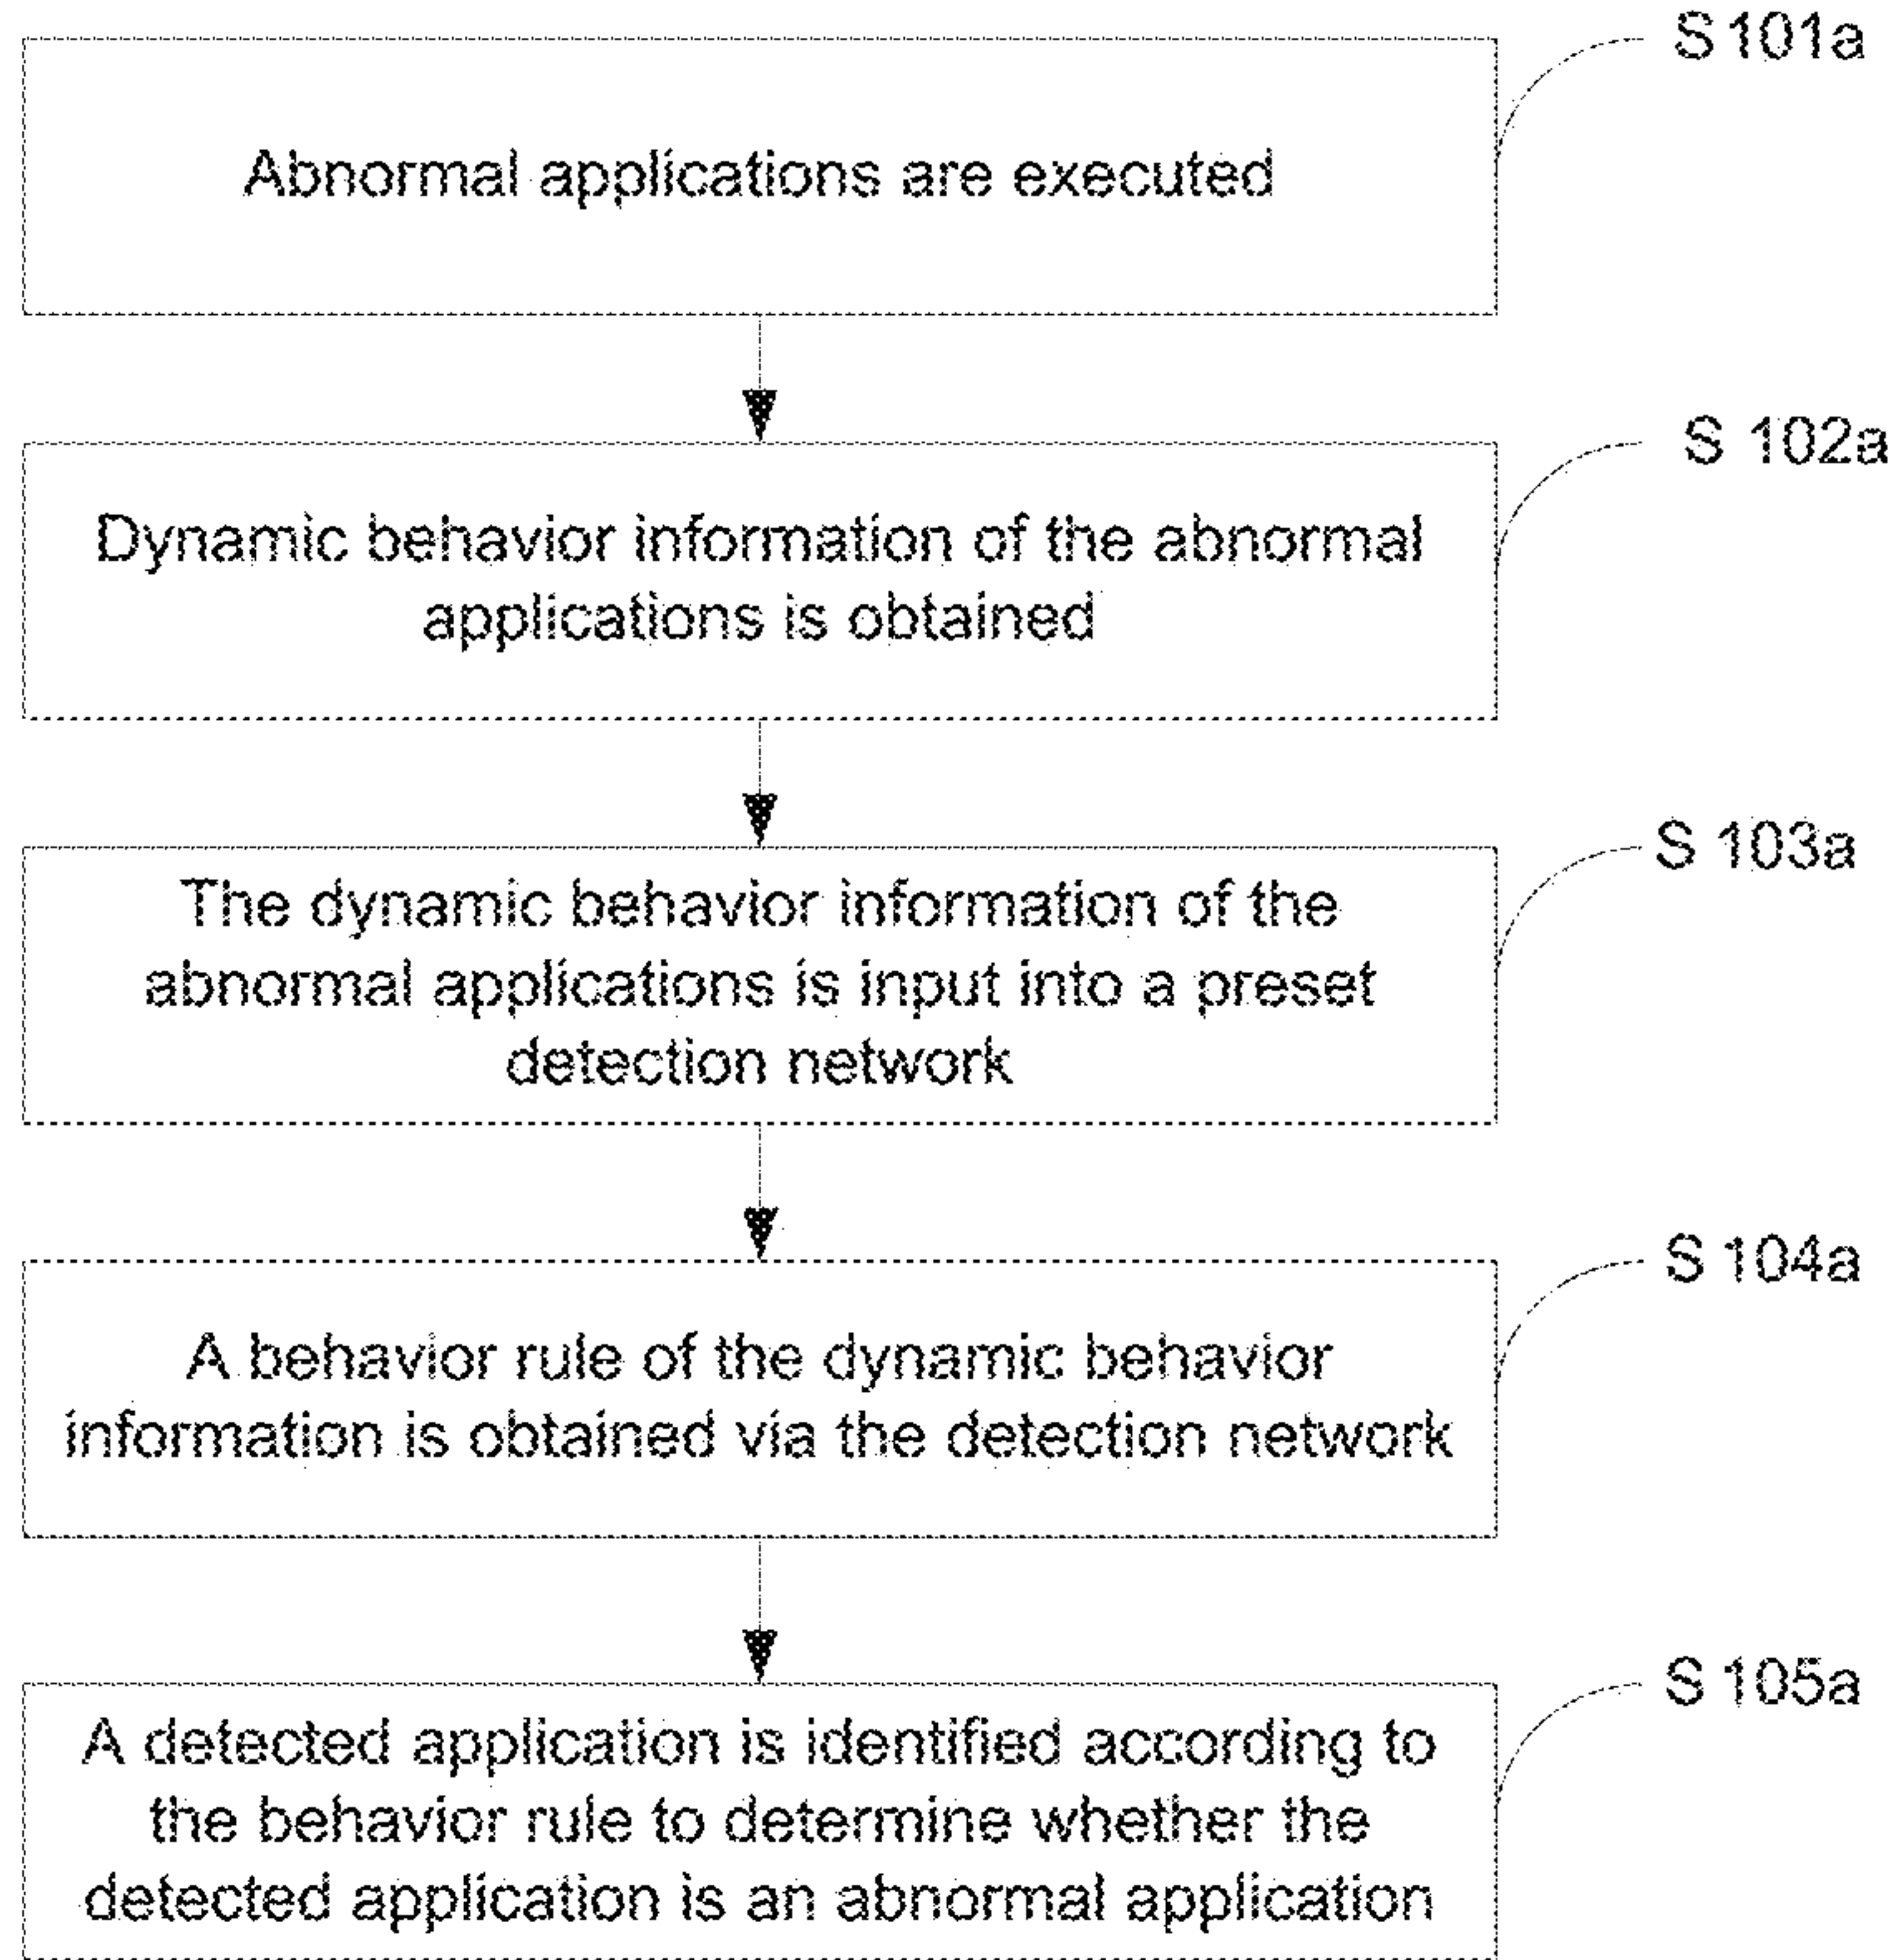 S101a
Abnormal applications are executed
S 102a
Dynamic behavior information of the abnormal
applications is obtained
S 103a
The dynamic behavior information of the
abnormal applications is input into a preset
detection network
S 104a
A behavior rule of the dynamic behavior
information is obtained via the detection network
S 105a
A detected application is identified according to
the behavior rule to determine whether the
detected application is an abnormal application